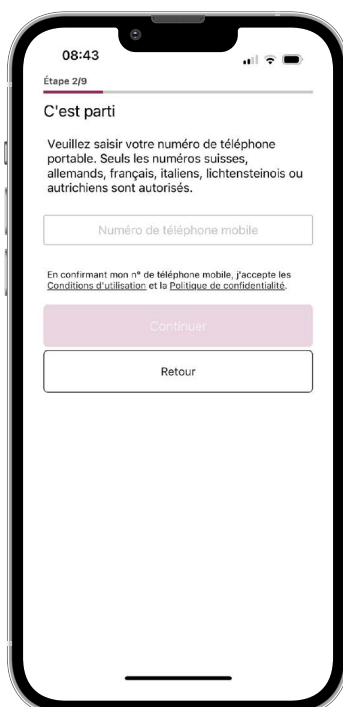 08:43
Étape 2/9
C'est parti
Veuillez saisir votre numéro de téléphone
portable. Seuls les numéros suisses,
allemands, français, italiens, lichtensteinois ou
autrichiens sont autorisés.
Numéro de téléphone mobile
En confirmant mon n° de téléphone mobile, j'accepte les
Conditions d'utilisation et la Politique de confidentialité.
Continuer
Retour